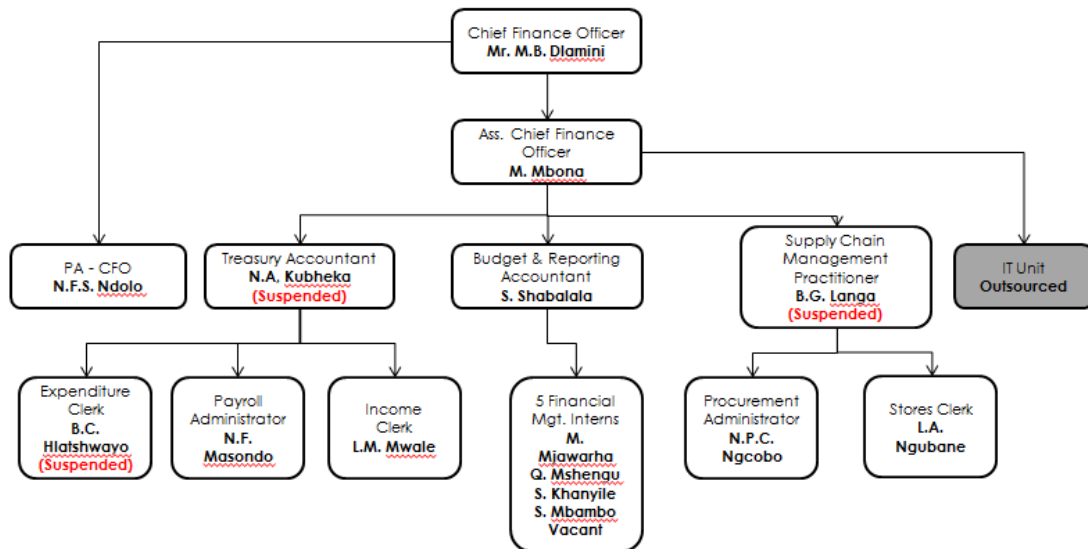 Chief Finance Officer
Mr. M.B. Dlamini
Ass. Chief Finance
Officer
M. Mbona
PA - CFO
N.F.S. Ndolo
Treasury Accountant
N.A, Kubheka
(Suspended)
Budget & Reporting
Accountant
S. Shabalala
Supply Chain
Management
Practitioner
B.G. Langa
(Suspended)
IT Unit
Outsourced
Expenditure
Clerk
B.C.
Hlatshwayo
(Suspended)
Payroll
Administrator
N.F.
Masondo
Income
Clerk
L.M. Mwale
5 Financial
Mgt. Interns
M.
Mjawarha
Q. Mshengu
S. Khanyile
S. Mbambo
Vacant
Procurement
Administrator
N.P.C.
Ngcobo
Stores Clerk
L.A.
Ngubane